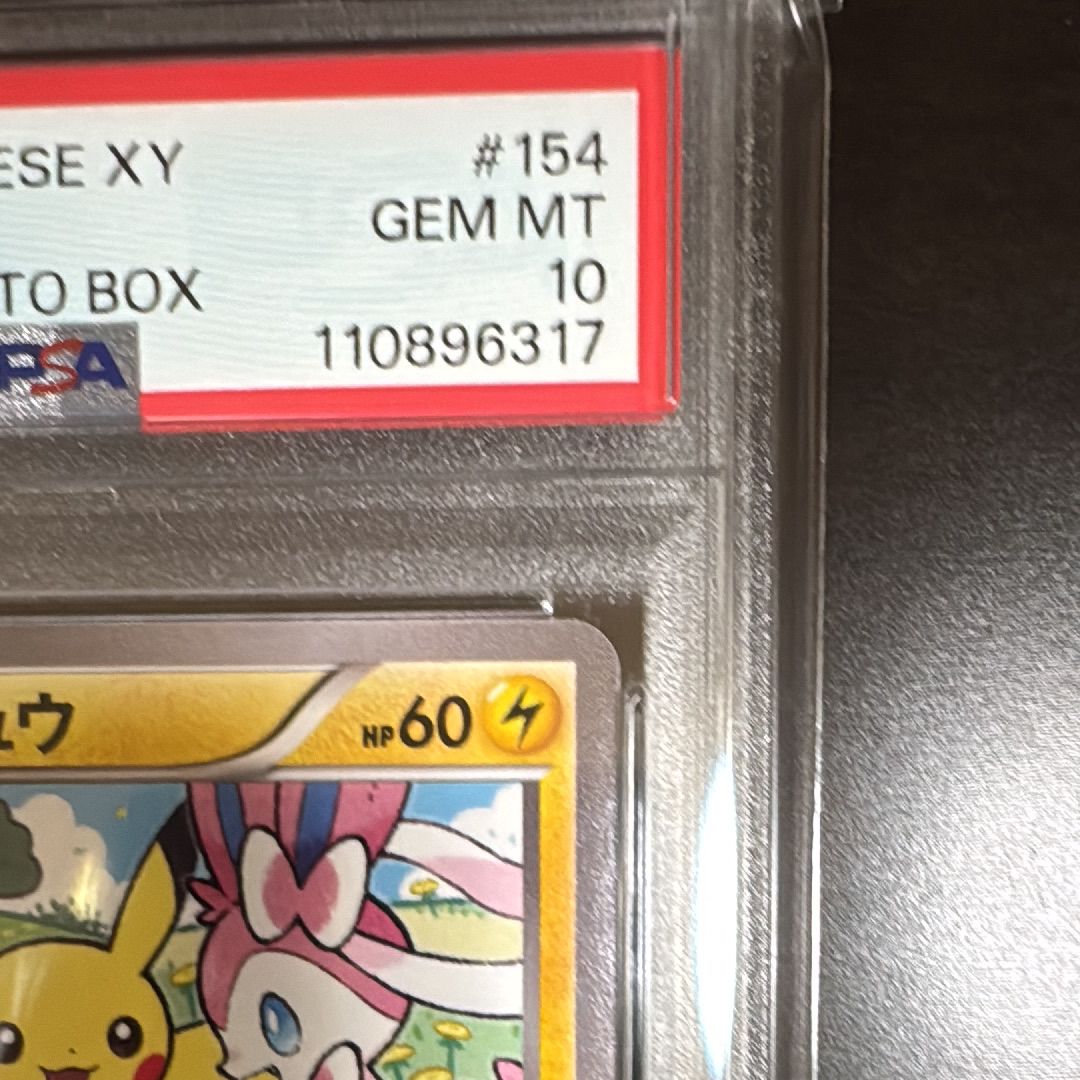 ESE XY #154
GEM MT
TO BOX 10
PSA 110896317
ュウ HP60